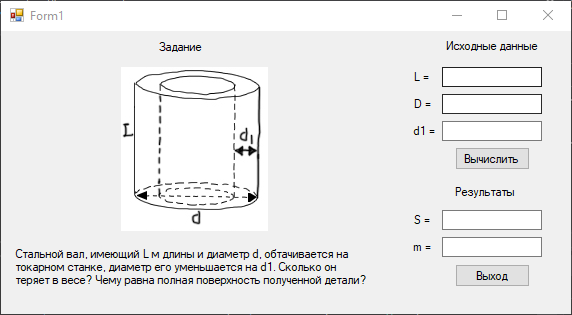 Form1
Задание
Исходные данные
L =
D =
d1 =
Вычислить
Результаты
S =
m =
Выход
L
d1
d
Стальной вал, имеющий L м длины и диаметр d, обтачивается на
токарном станке, диаметр его уменьшается на d1. Сколько он
теряет в весе? Чему равна полная поверхность полученной детали?